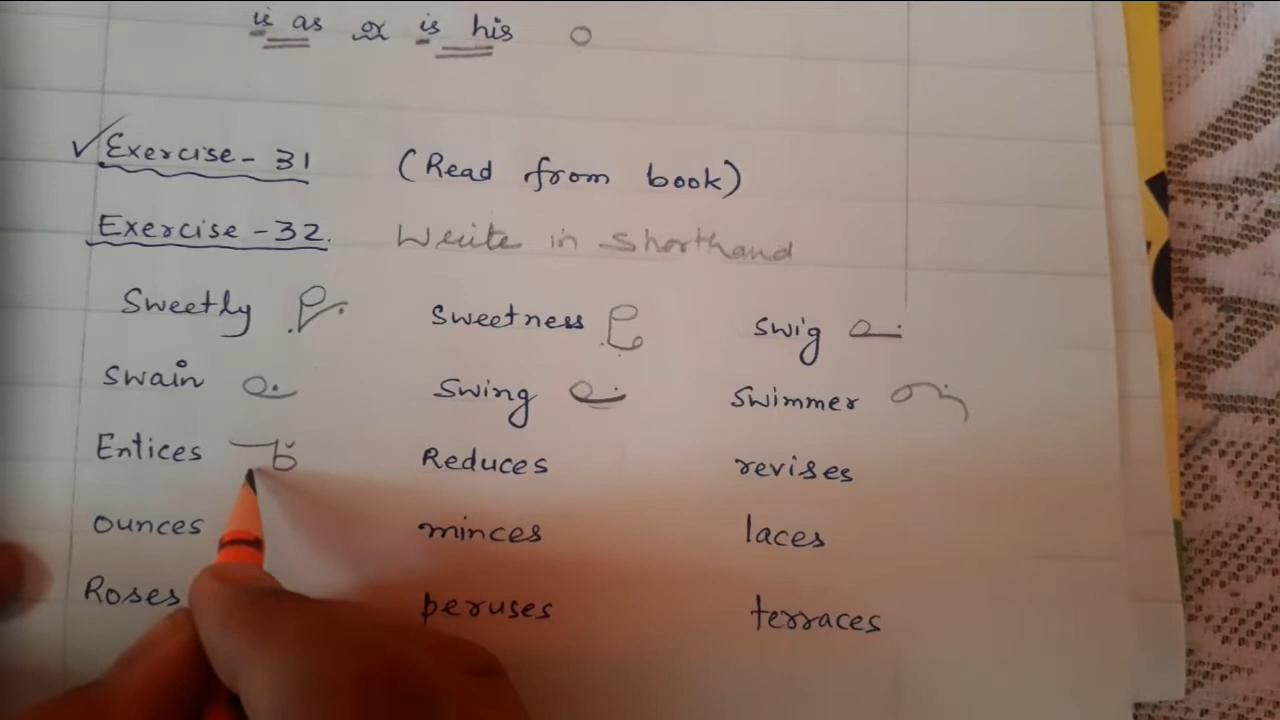 is as or is his
Exercise - 31 (Read from book)
Exercise - 32. Write in Shorthand
Sweetly Sweetness Swig
Swain Swing Swimmer
Entices Reduces revises
ounces minces laces
Roses peruses terraces